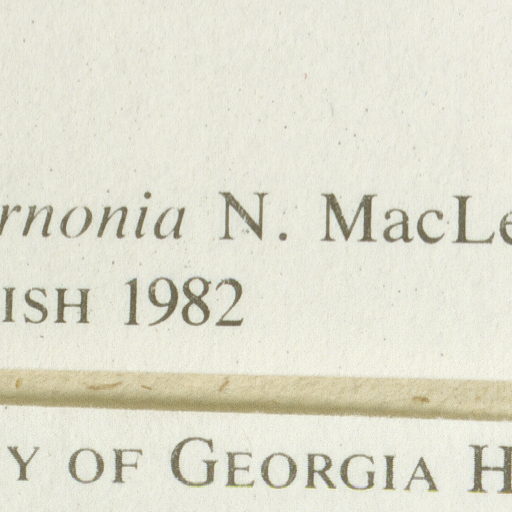 rnonia N. MacLe
ISH 1982
Y OF GEORGIA H